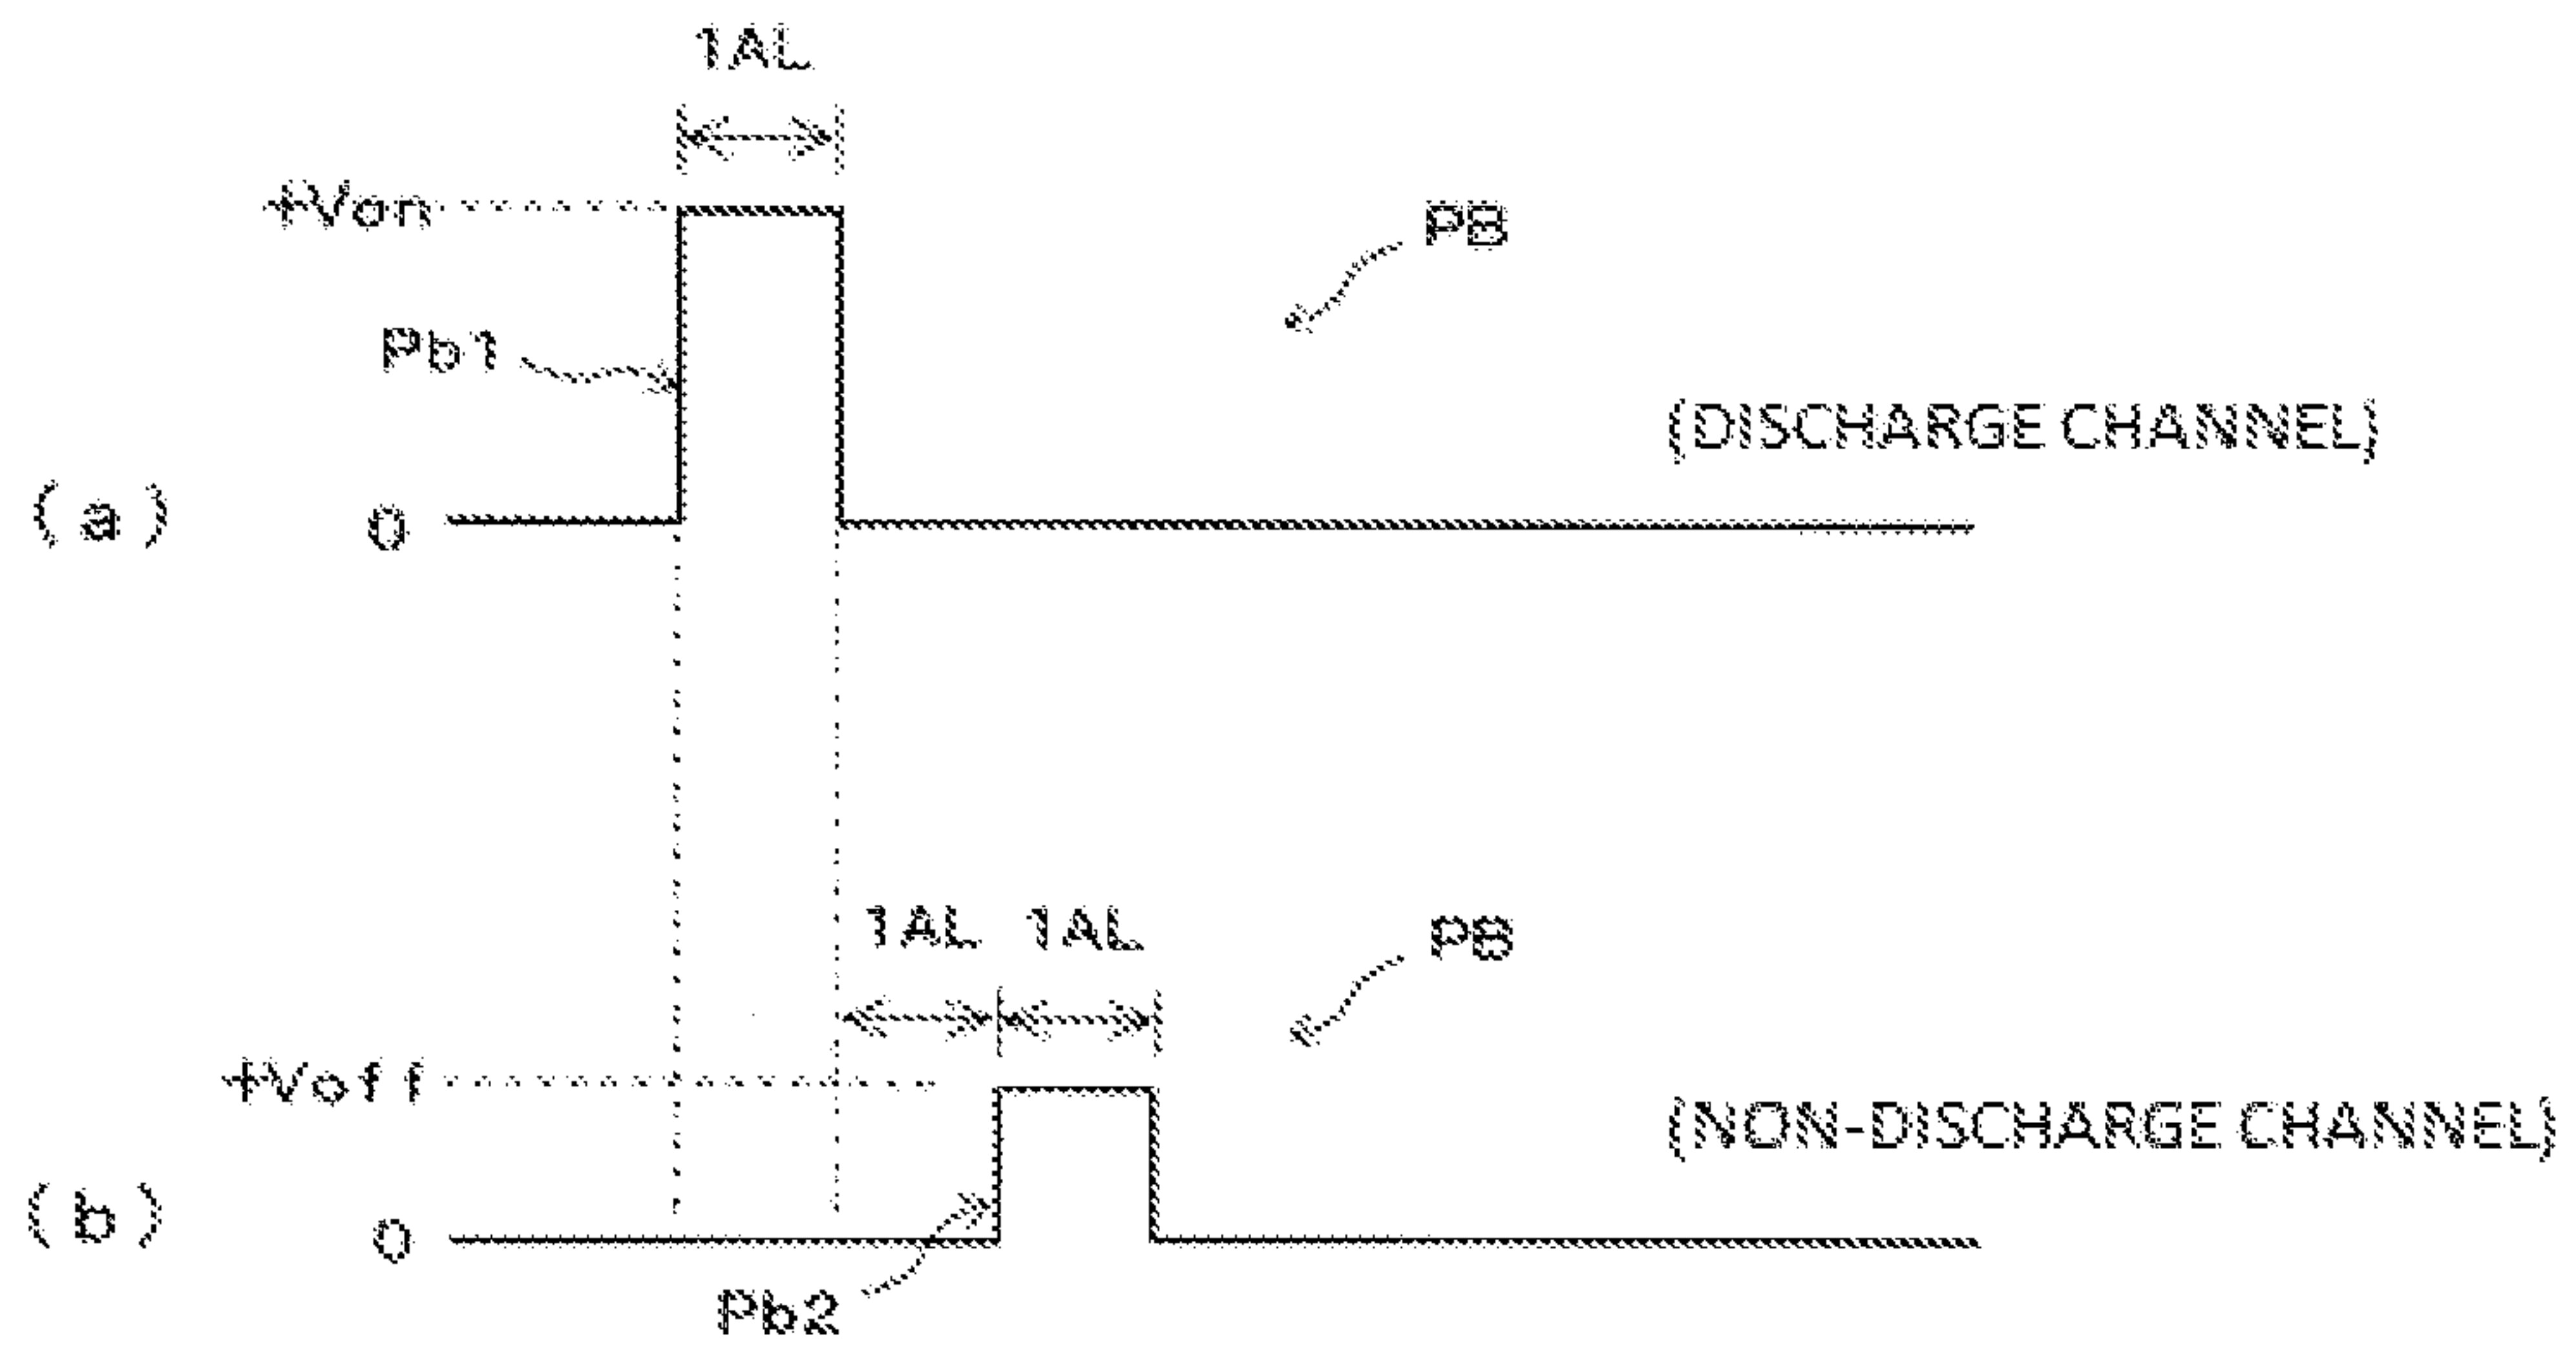 1AL
+Von
PB
Pb1
(DISCHARGE CHANNEL)
(a)
0
1AL 1AL
PB
+Voff
(NON-DISCHARGE CHANNEL)
(b)
0
Pb2